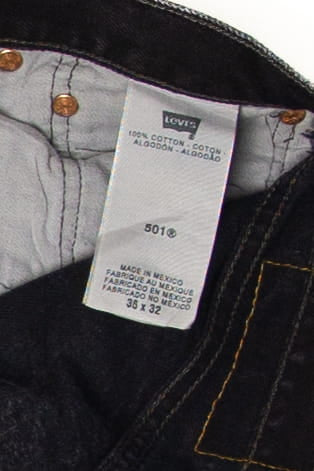 LEVI'S
®
100% COTTON - COTON
ALGODÓN - ALGODÃO
501®
MADE IN MEXICO
FABRIQUE AU MEXIQUE
FABRICADO EN MEXICO
FABRICADO NO MEXICO
36 x 32